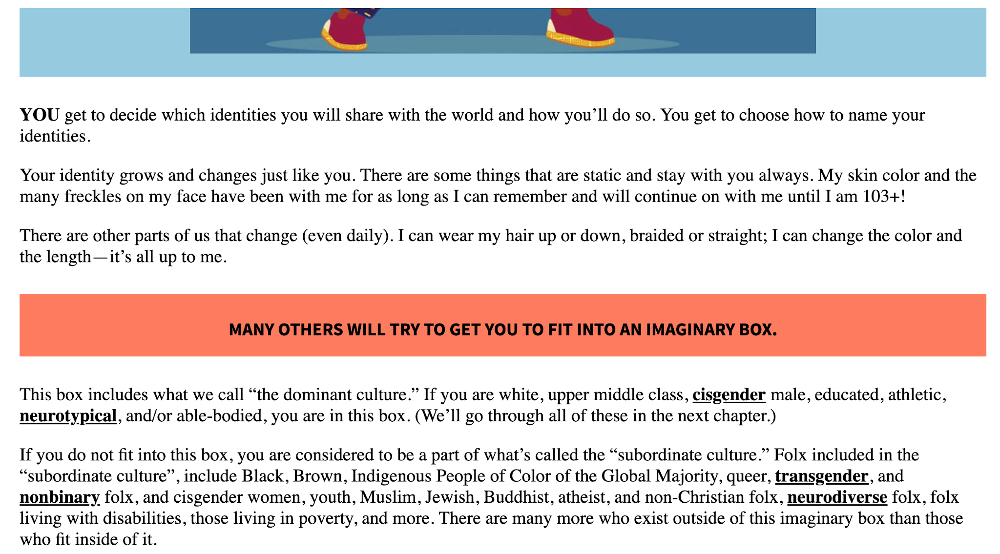 YOU get to decide which identities you will share with the world and how you’ll do so. You get to choose how to name your
identities.
Your identity grows and changes just like you. There are some things that are static and stay with you always. My skin color and the
many freckles on my face have been with me for as long as I can remember and will continue on with me until I am 103+!
There are other parts of us that change (even daily). I can wear my hair up or down, braided or straight; I can change the color and
the length—it’s all up to me.
MANY OTHERS WILL TRY TO GET YOU TO FIT INTO AN IMAGINARY BOX.
This box includes what we call “the dominant culture.” If you are white, upper middle class, cisgender male, educated, athletic,
neurotypical, and/or able-bodied, you are in this box. (We’ll go through all of these in the next chapter.)
If you do not fit into this box, you are considered to be a part of what’s called the “subordinate culture.” Folx included in the
“subordinate culture”, include Black, Brown, Indigenous People of Color of the Global Majority, queer, transgender, and
nonbinary folx, and cisgender women, youth, Muslim, Jewish, Buddhist, atheist, and non-Christian folx, neurodiverse folx, folx
living with disabilities, those living in poverty, and more. There are many more who exist outside of this imaginary box than those
who fit inside of it.